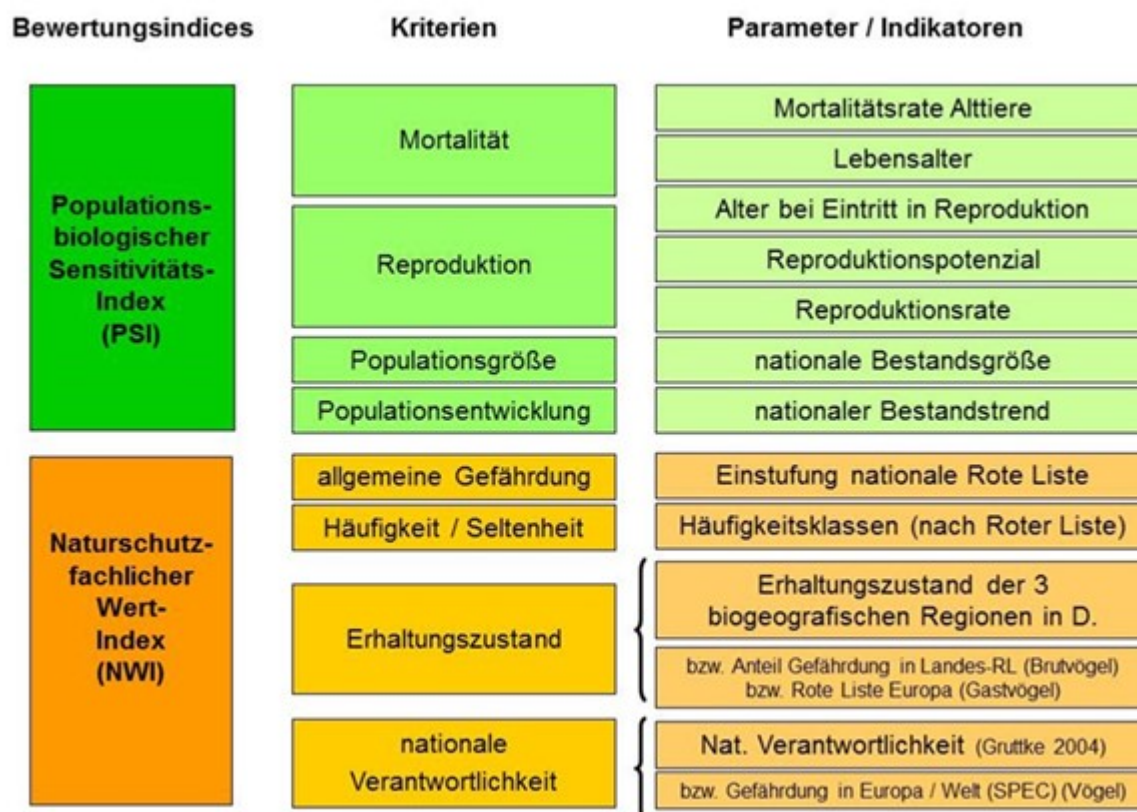 Bewertungsindices
Kriterien
Parameter / Indikatoren
Populations-
biologischer
Sensitivitäts-
Index
(PSI)
Mortalität
Mortalitätsrate Alttiere
Lebensalter
Reproduktion
Alter bei Eintritt in Reproduktion
Reproduktionspotenzial
Reproduktionsrate
Populationsgröße
nationale Bestandsgröße
Populationsentwicklung
nationaler Bestandstrend
Naturschutz-
fachlicher
Wert-
Index
(NWI)
allgemeine Gefährdung
Einstufung nationale Rote Liste
Häufigkeit / Seltenheit
Häufigkeitsklassen (nach Roter Liste)
Erhaltungszustand
Erhaltungszustand der 3
biogeografischen Regionen in D.
bzw. Anteil Gefährdung in Landes-RL (Brutvögel)
bzw. Rote Liste Europa (Gastvögel)
nationale
Verantwortlichkeit
Nat. Verantwortlichkeit (Gruttke 2004)
bzw. Gefährdung in Europa / Welt (SPEC) (Vögel)